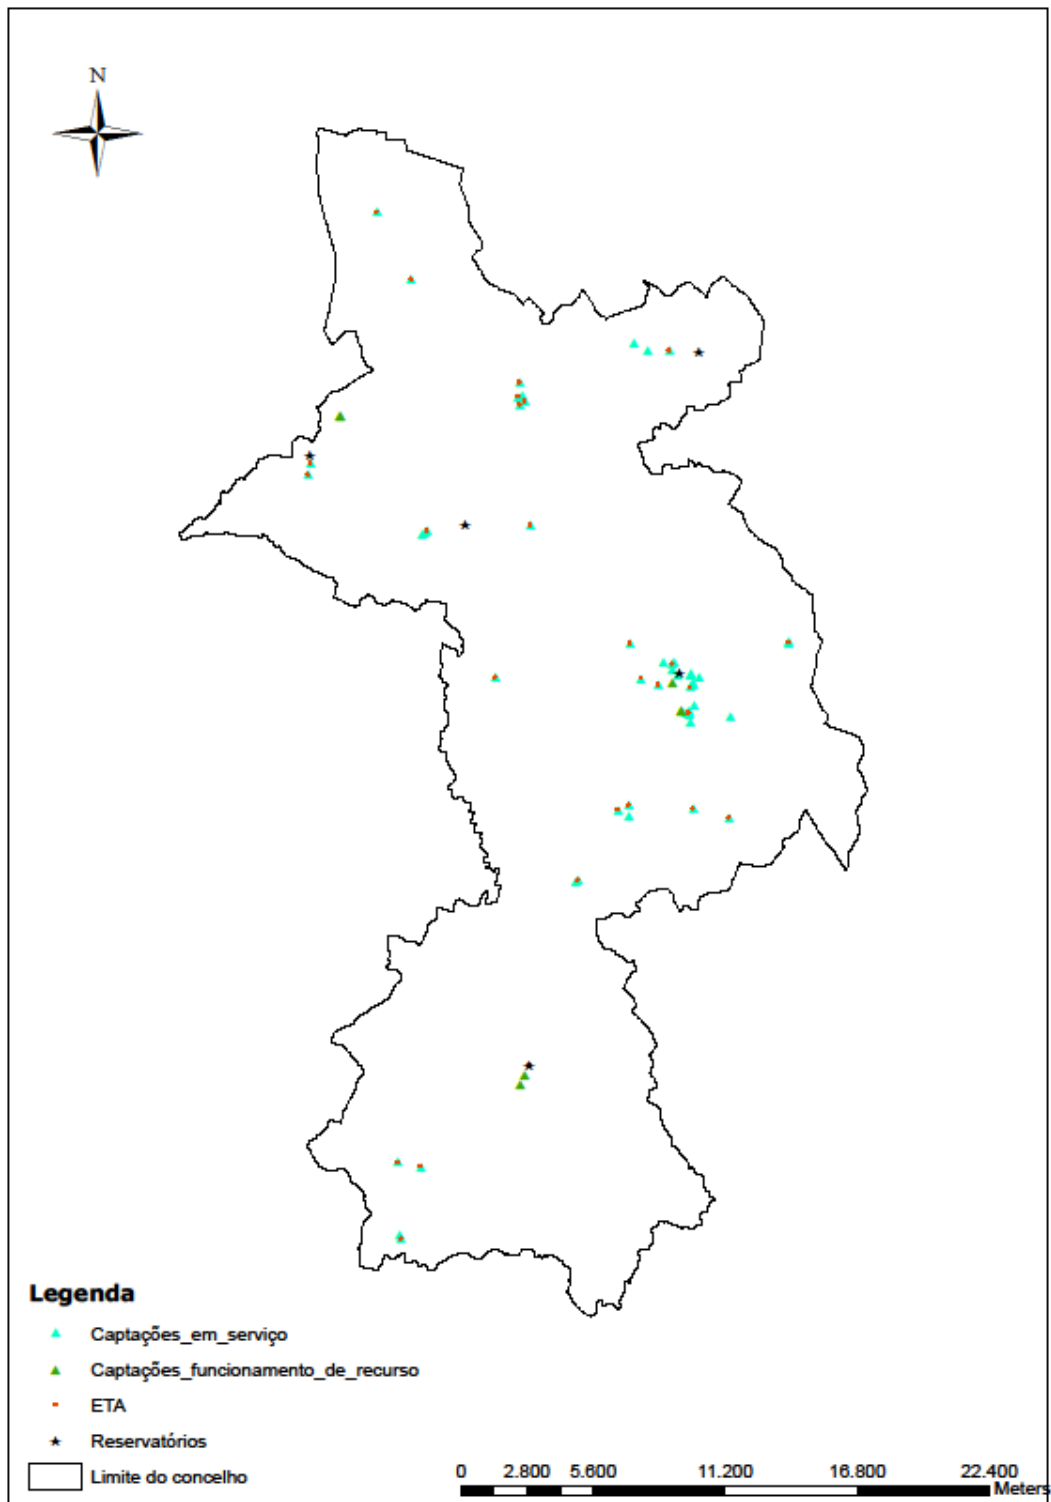 N
Legenda
Captações_em_serviço
Captações_funcionamento_de_recurso
ETA
Reservatórios
Limite do concelho
0 2.800 5.600 11.200 16.800 22.400
Meters